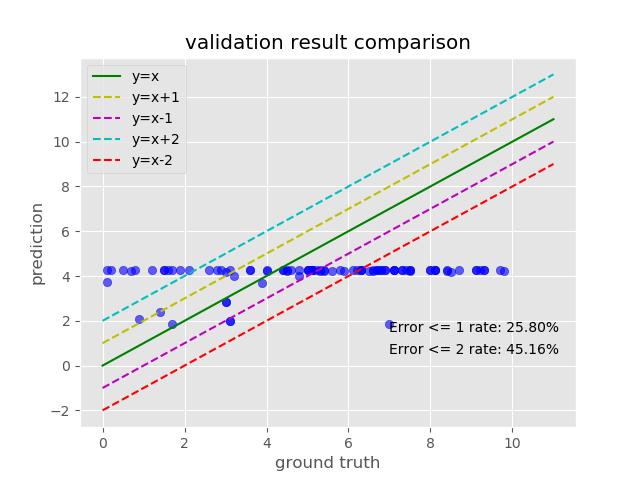 validation result comparison
y=x
y=x+1
y=x-1
y=x+2
y=x-2
12
10
8
6
4
2
0
−2
prediction
Error <= 1 rate: 25.80%
Error <= 2 rate: 45.16%
0 2 4 6 8 10
ground truth